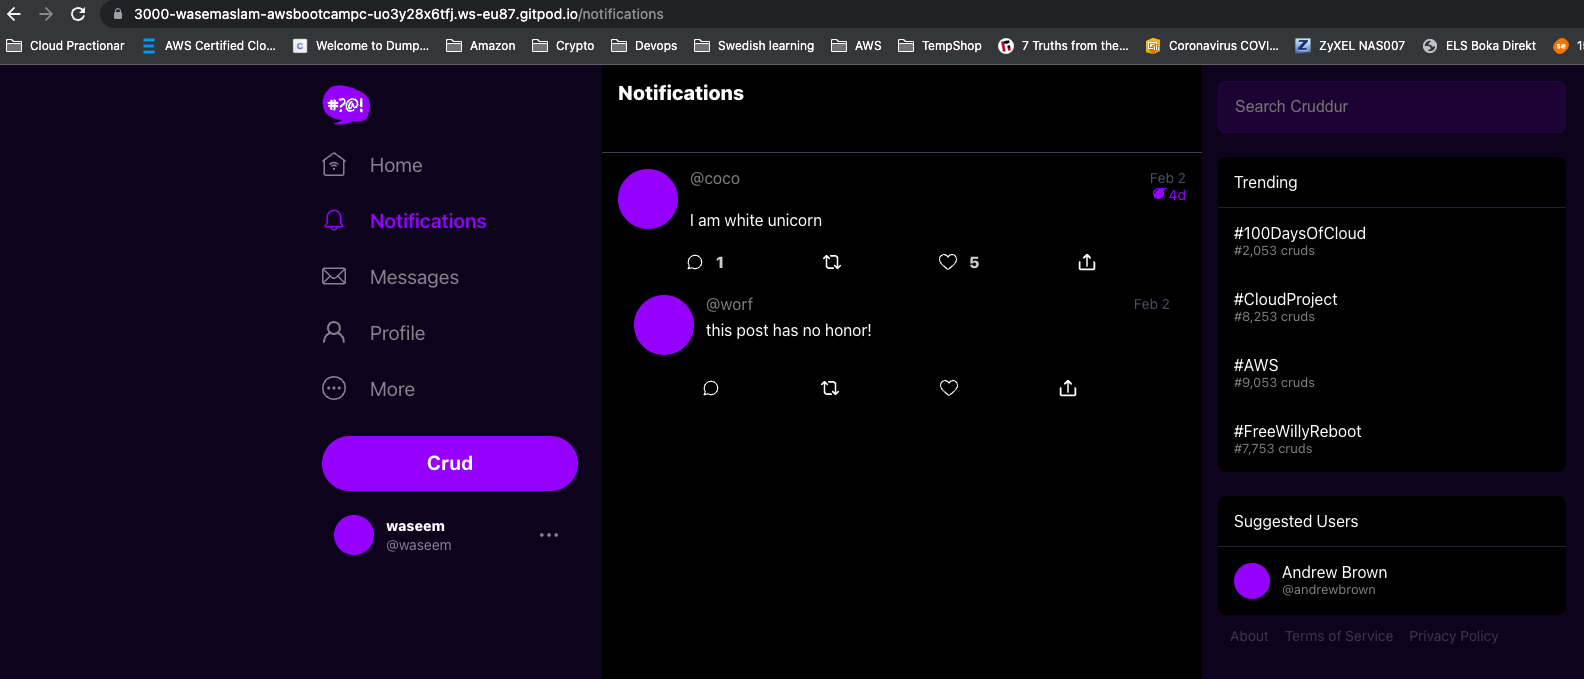 3000-wasemaslam-awsbootcampc-uo3y28x6tfj.ws-eu87.gitpod.io/notifications
Cloud Practionar
AWS Certified Clo...
C
Welcome to Dump...
Amazon
Crypto
Devops
Swedish learning
AWS
TempShop
7 Truths from the...
Coronavirus COVI...
Z
ZyXEL NAS007
ELS Boka Direkt
se
#?@!
Home
Notifications
Messages
Profile
More
Crud
waseem
@waseem
Notifications
@coco
Feb 2
4d
I am white unicorn
1
5
@worf
Feb 2
this post has no honor!
Search Cruddur
Trending
#100DaysOfCloud
#2,053 cruds
#CloudProject
#8,253 cruds
#AWS
#9,053 cruds
#FreeWillyReboot
#7,753 cruds
Suggested Users
Andrew Brown
@andrewbrown
About Terms of Service Privacy Policy